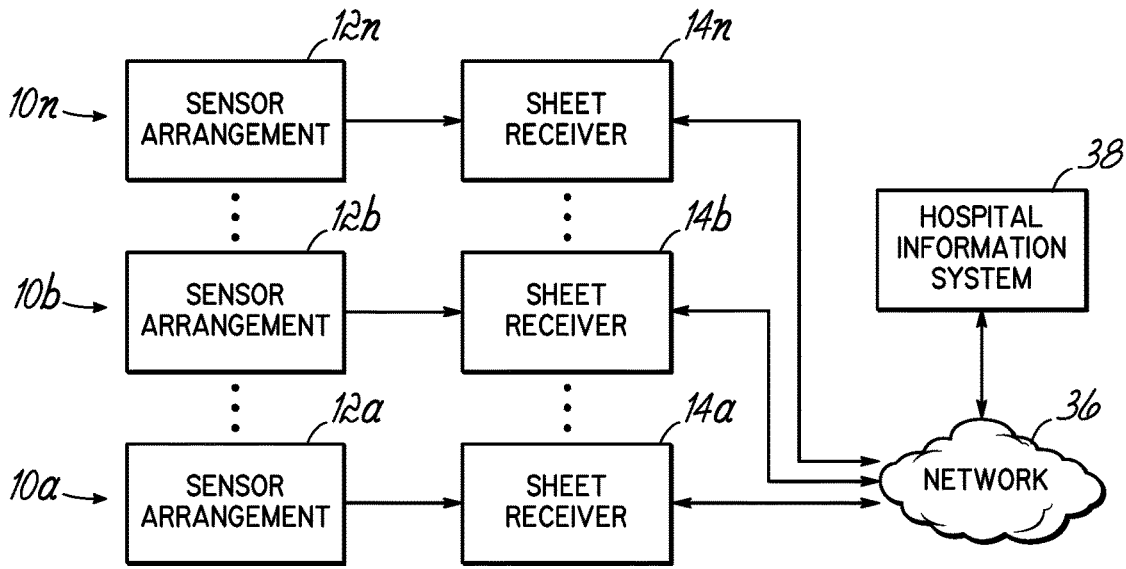 12n
14n
10n
SENSOR
ARRANGEMENT
SHEET
RECEIVER
38
HOSPITAL
INFORMATION
SYSTEM
12b
14b
10b
SENSOR
ARRANGEMENT
SHEET
RECEIVER
12a
14a
36
10a
SENSOR
ARRANGEMENT
SHEET
RECEIVER
NETWORK